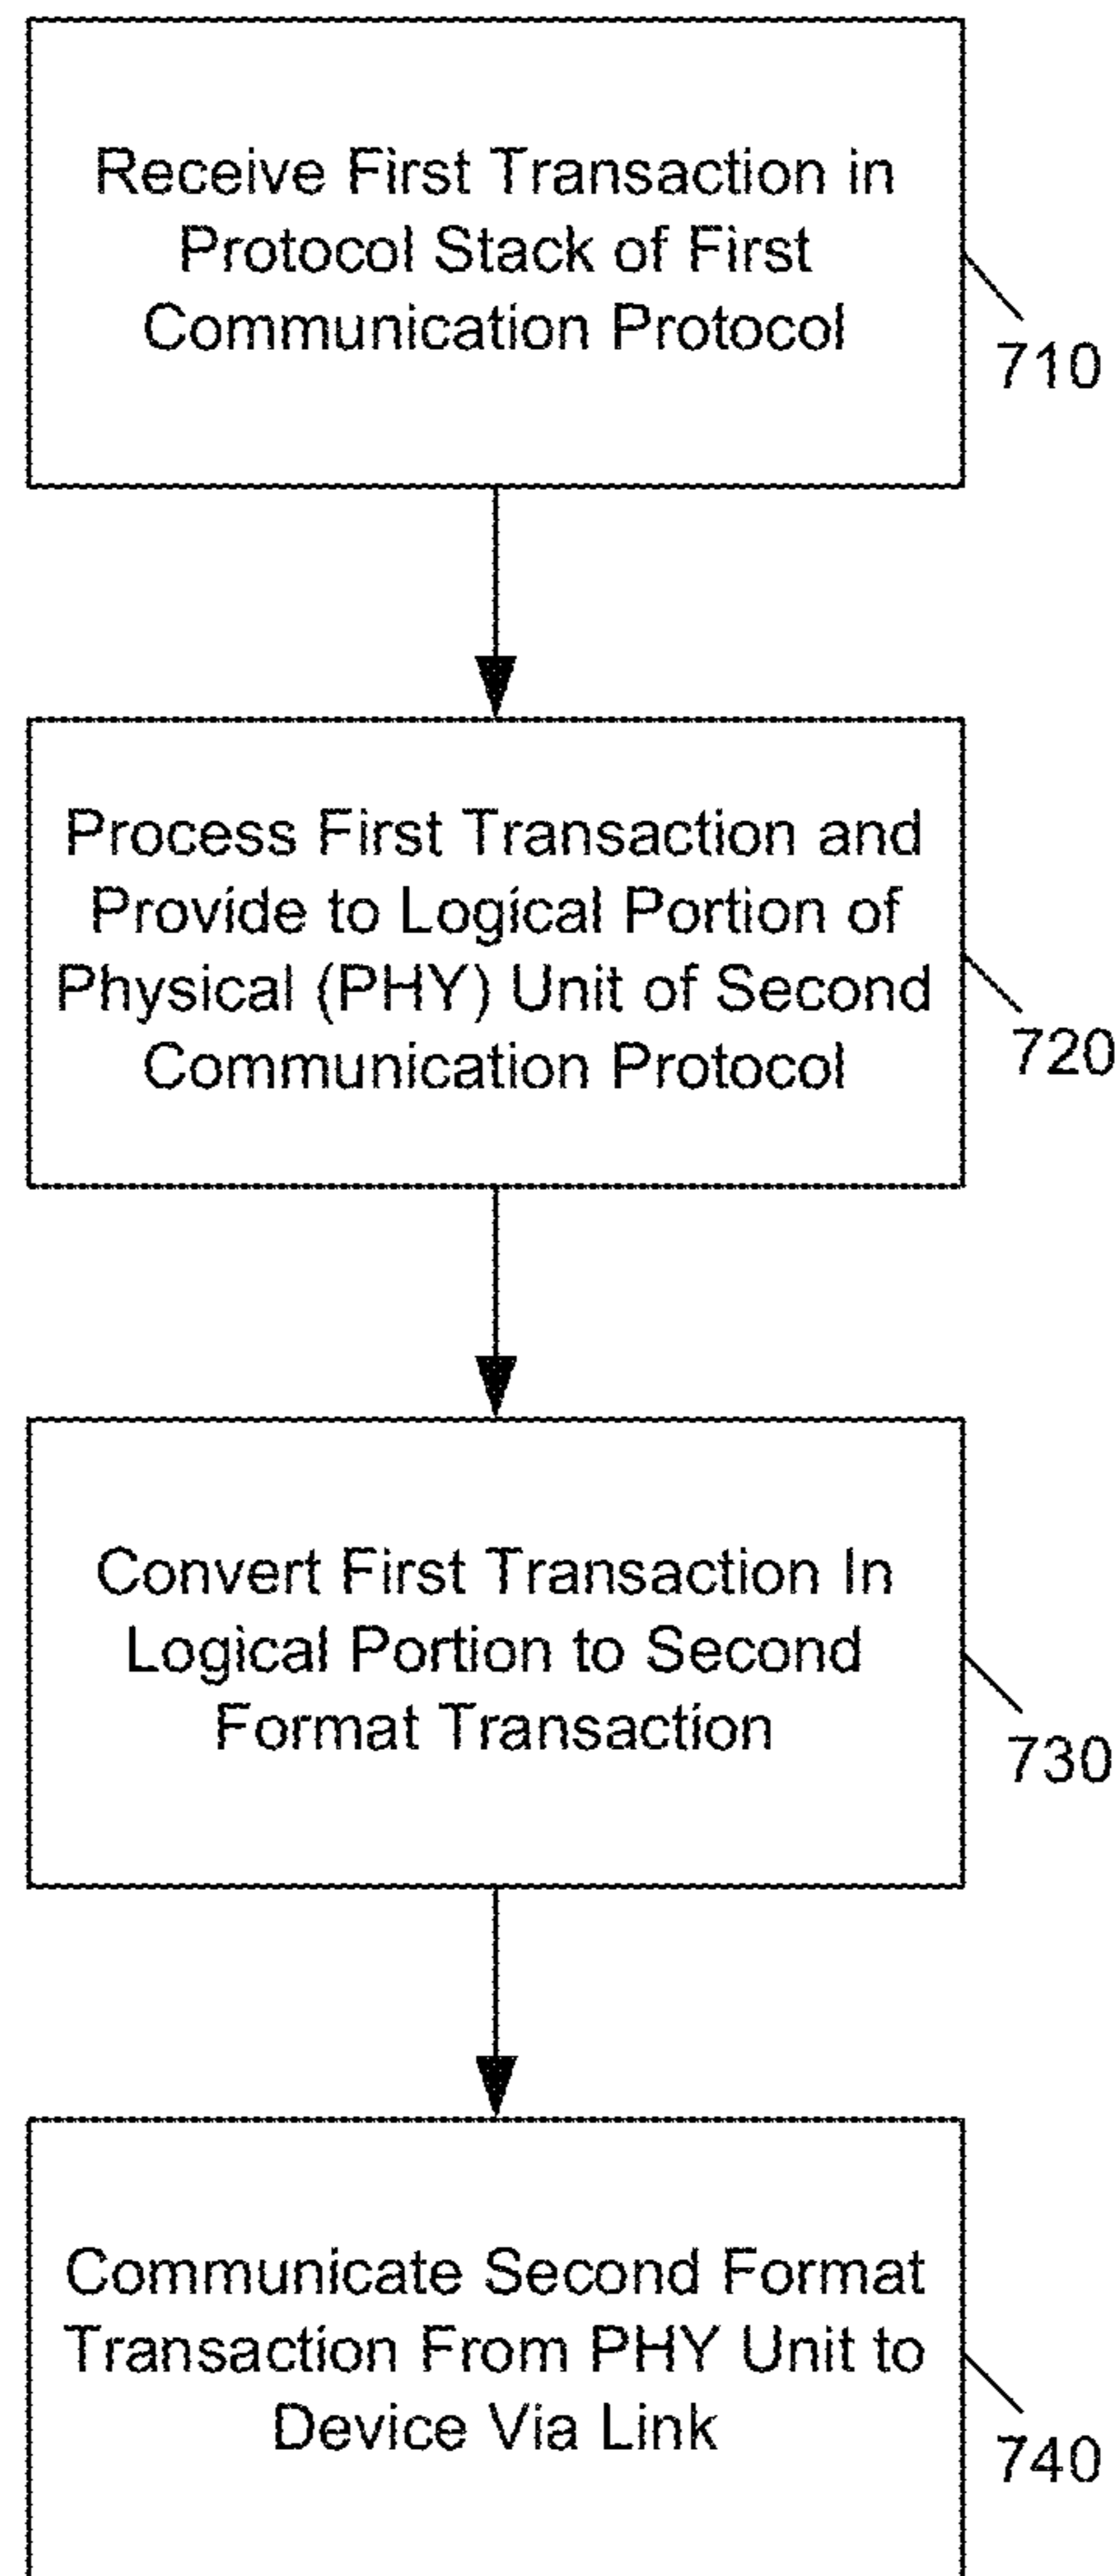 Receive First Transaction in
Protocol Stack of First
Communication Protocol
710
Process First Transaction and
Provide to Logical Portion of
Physical (PHY) Unit of Second
Communication Protocol
720
Convert First Transaction In
Logical Portion to Second
Format Transaction
730
Communicate Second Format
Transaction From PHY Unit to
Device Via Link
740